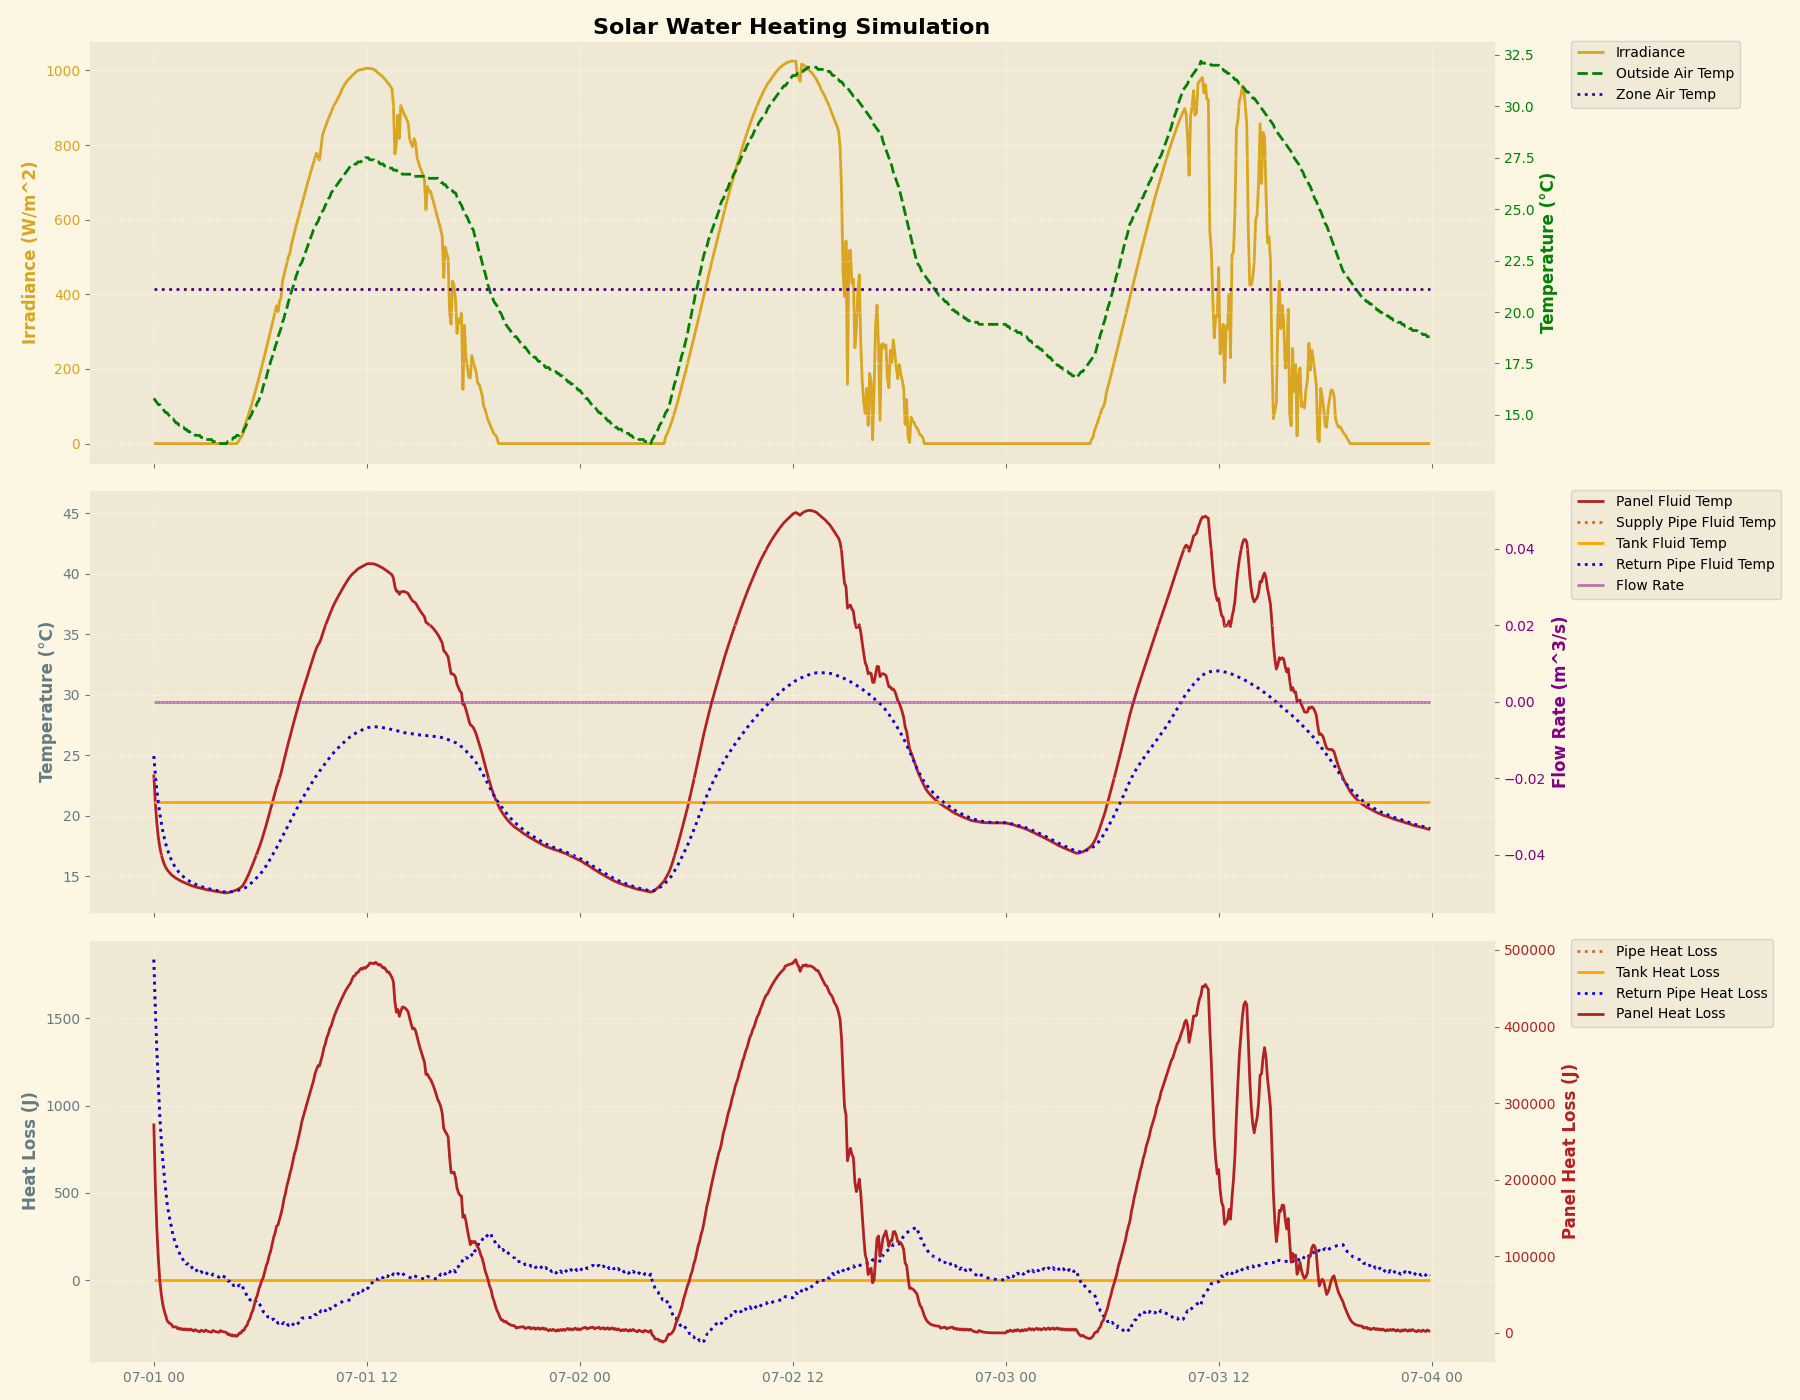 Solar Water Heating Simulation
Irradiance (W/m^2)
1000
800
600
400
200
0
32.5
30.0
27.5
25.0
22.5
20.0
17.5
15.0
Temperature (°C)
Irradiance
Outside Air Temp
Zone Air Temp
Temperature (°C)
45
40
35
30
25
20
15
0.04
0.02
0.00
−0.02
−0.04
Flow Rate (m^3/s)
Panel Fluid Temp
Supply Pipe Fluid Temp
Tank Fluid Temp
Return Pipe Fluid Temp
Flow Rate
Heat Loss (J)
1500
1000
500
0
500000
400000
300000
200000
100000
0
Panel Heat Loss (J)
Pipe Heat Loss
Tank Heat Loss
Return Pipe Heat Loss
Panel Heat Loss
07-01 00
07-01 12
07-02 00
07-02 12
07-03 00
07-03 12
07-04 00